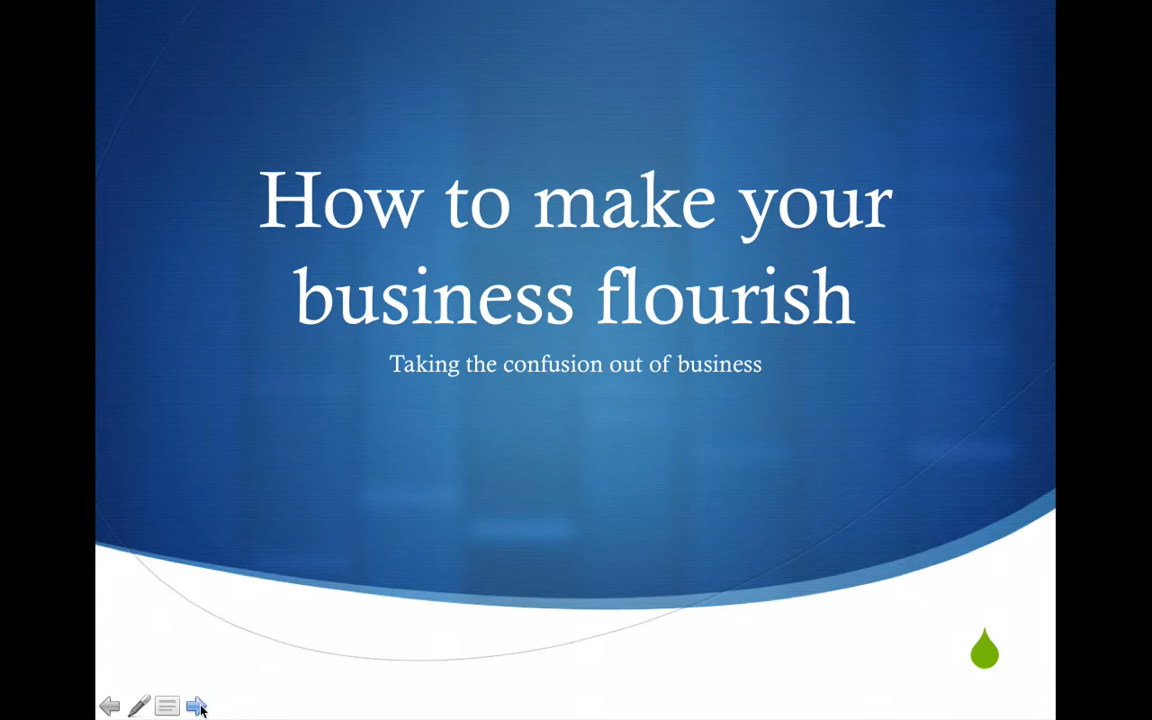 How to make your
business flourish
Taking the confusion out of business